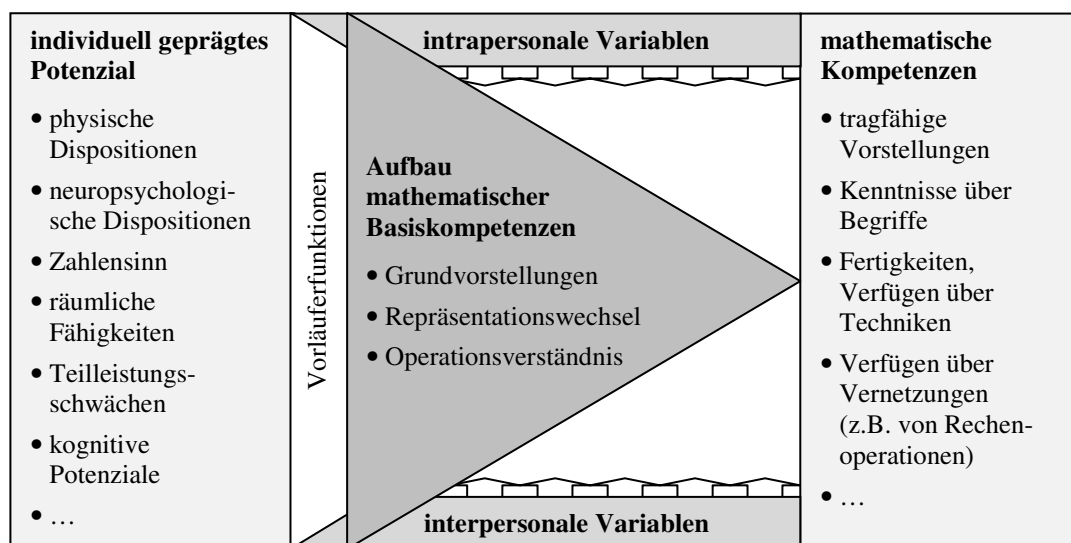 individuell geprägtes
Potenzial
• physische
Dispositionen
• neuropsychologi-
sche Dispositionen
• Zahlensinn
• räumliche
Fähigkeiten
• Teilleistungs-
schwächen
• kognitive
Potenziale
• …
Vorläuferfunktionen
intrapersonale Variablen
Aufbau
mathematischer
Basiskompetenzen
• Grundvorstellungen
• Repräsentationswechsel
• Operationsverständnis
interpersonale Variablen
mathematische
Kompetenzen
• tragfähige
Vorstellungen
• Kenntnisse über
Begriffe
• Fertigkeiten,
Verfügen über
Techniken
• Verfügen über
Vernetzungen
(z.B. von Rechen-
operationen)
• …